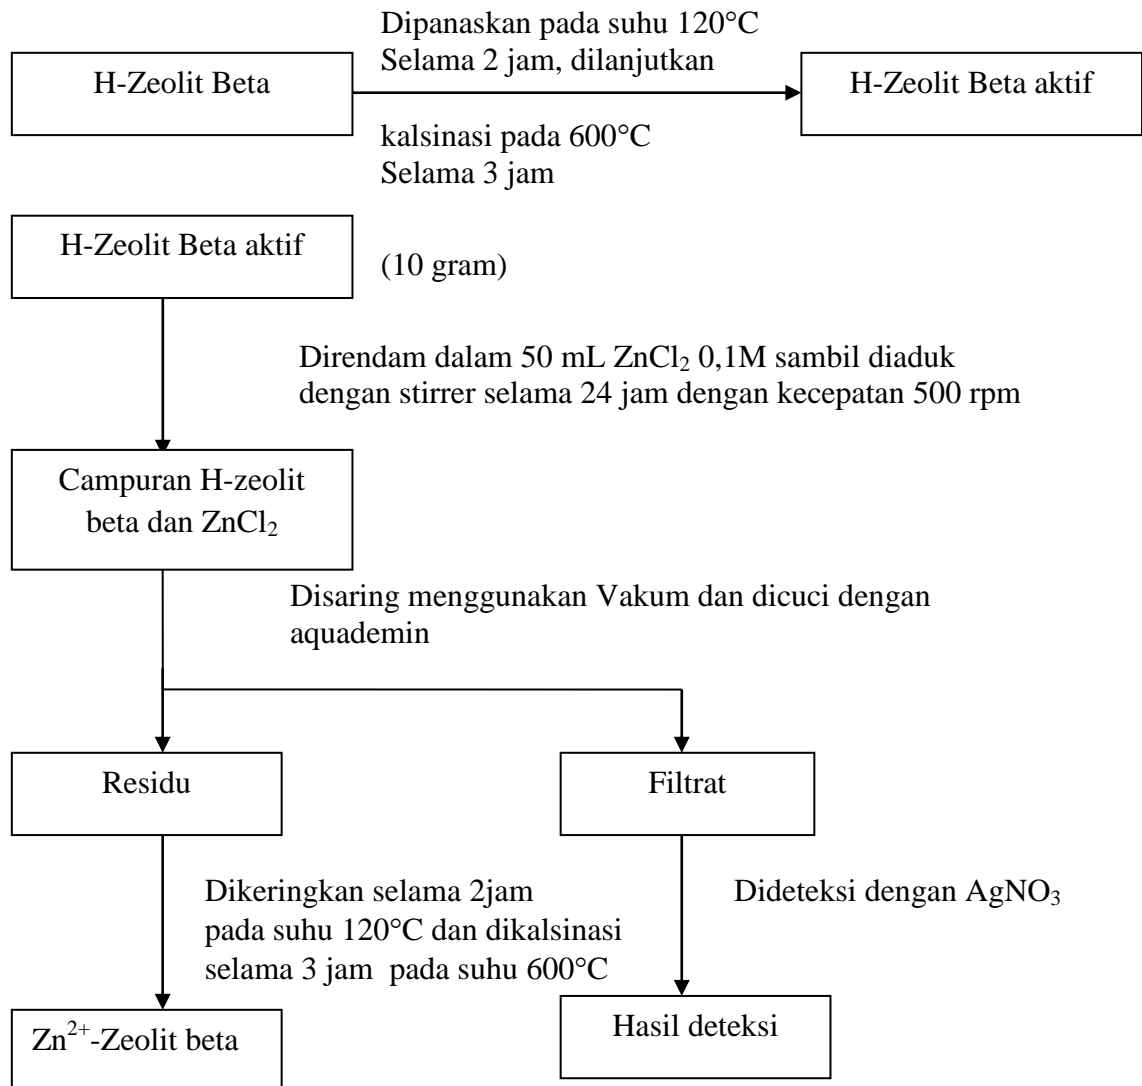 Dipanaskan pada suhu 120°C
Selama 2 jam, dilanjutkan
H-Zeolit Beta
H-Zeolit Beta aktif
kalsinasi pada 600°C
Selama 3 jam
H-Zeolit Beta aktif
(10 gram)
Direndam dalam 50 mL ZnCl₂ 0,1M sambil diaduk
dengan stirrer selama 24 jam dengan kecepatan 500 rpm
Campuran H-zeolit
beta dan ZnCl₂
Disaring menggunakan Vakum dan dicuci dengan
aquademin
Residu
Filtrat
Dikeringkan selama 2jam
pada suhu 120°C dan dikalsinasi
selama 3 jam pada suhu 600°C
Dideteksi dengan AgNO₃
Zn²⁺-Zeolit beta
Hasil deteksi